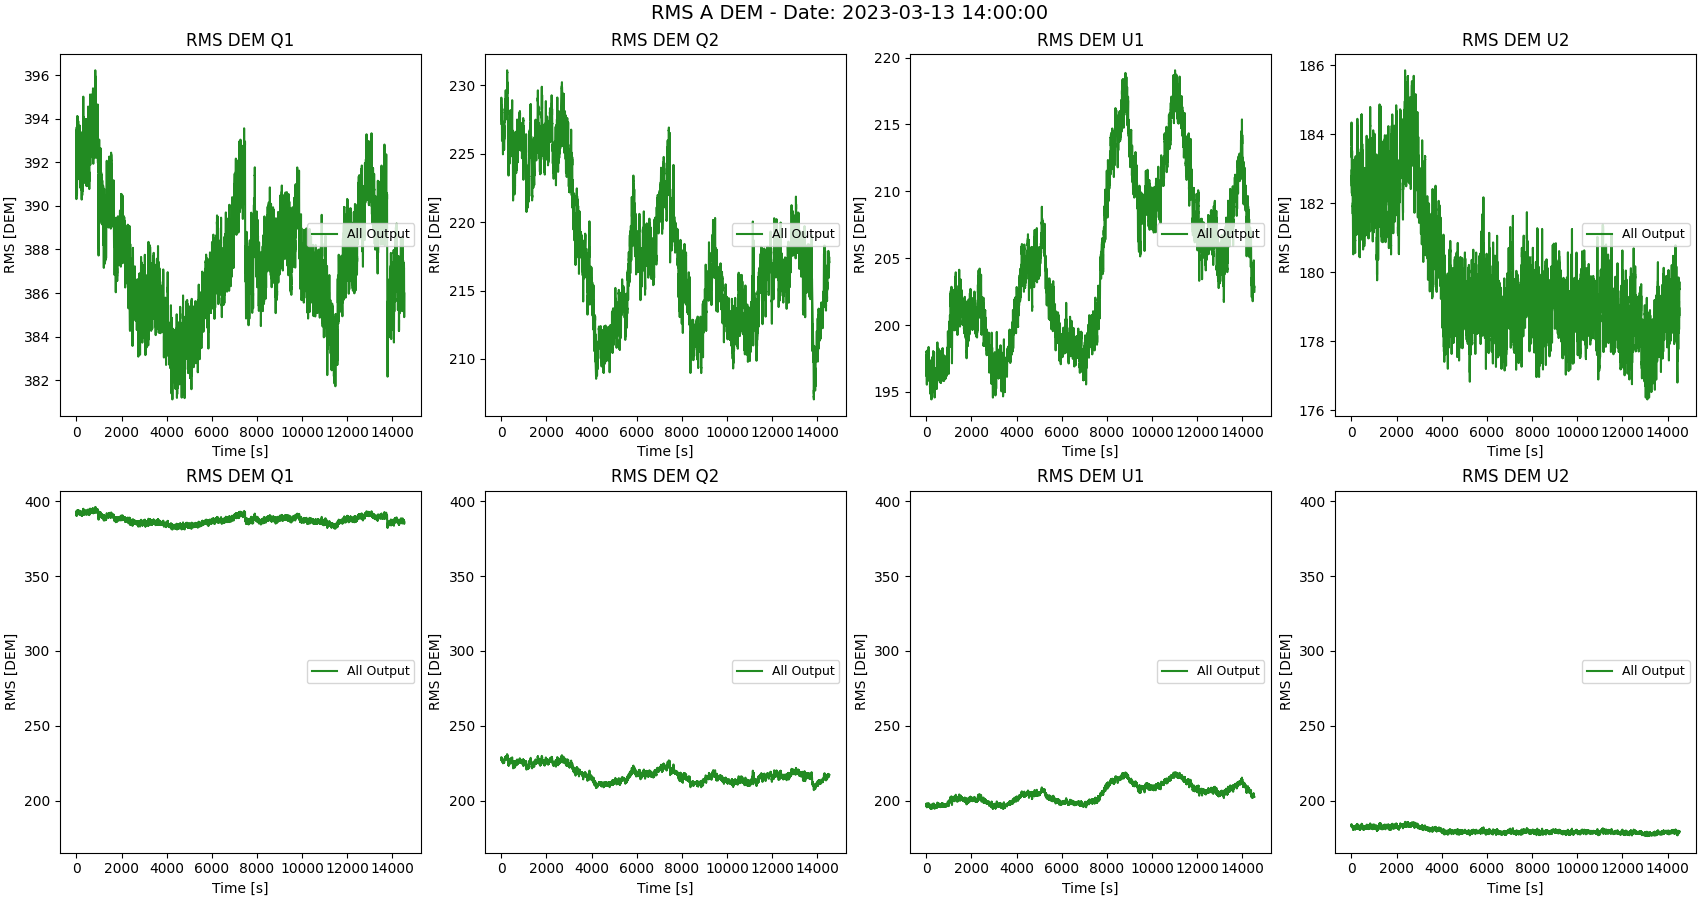 RMS A DEM - Date: 2023-03-13 14:00:00
RMS DEM Q1
RMS [DEM]
396
394
392
390
388
386
384
382
All Output
0 2000 4000 6000 8000 10000 12000 14000
Time [s]
RMS DEM Q2
RMS [DEM]
230
225
220
215
210
All Output
0 2000 4000 6000 8000 10000 12000 14000
Time [s]
RMS DEM U1
RMS [DEM]
220
215
210
205
200
195
All Output
0 2000 4000 6000 8000 10000 12000 14000
Time [s]
RMS DEM U2
RMS [DEM]
186
184
182
180
178
176
All Output
0 2000 4000 6000 8000 10000 12000 14000
Time [s]
RMS DEM Q1
RMS [DEM]
400
350
300
250
200
All Output
0 2000 4000 6000 8000 10000 12000 14000
Time [s]
RMS DEM Q2
RMS [DEM]
400
350
300
250
200
All Output
0 2000 4000 6000 8000 10000 12000 14000
Time [s]
RMS DEM U1
RMS [DEM]
400
350
300
250
200
All Output
0 2000 4000 6000 8000 10000 12000 14000
Time [s]
RMS DEM U2
RMS [DEM]
400
350
300
250
200
All Output
0 2000 4000 6000 8000 10000 12000 14000
Time [s]